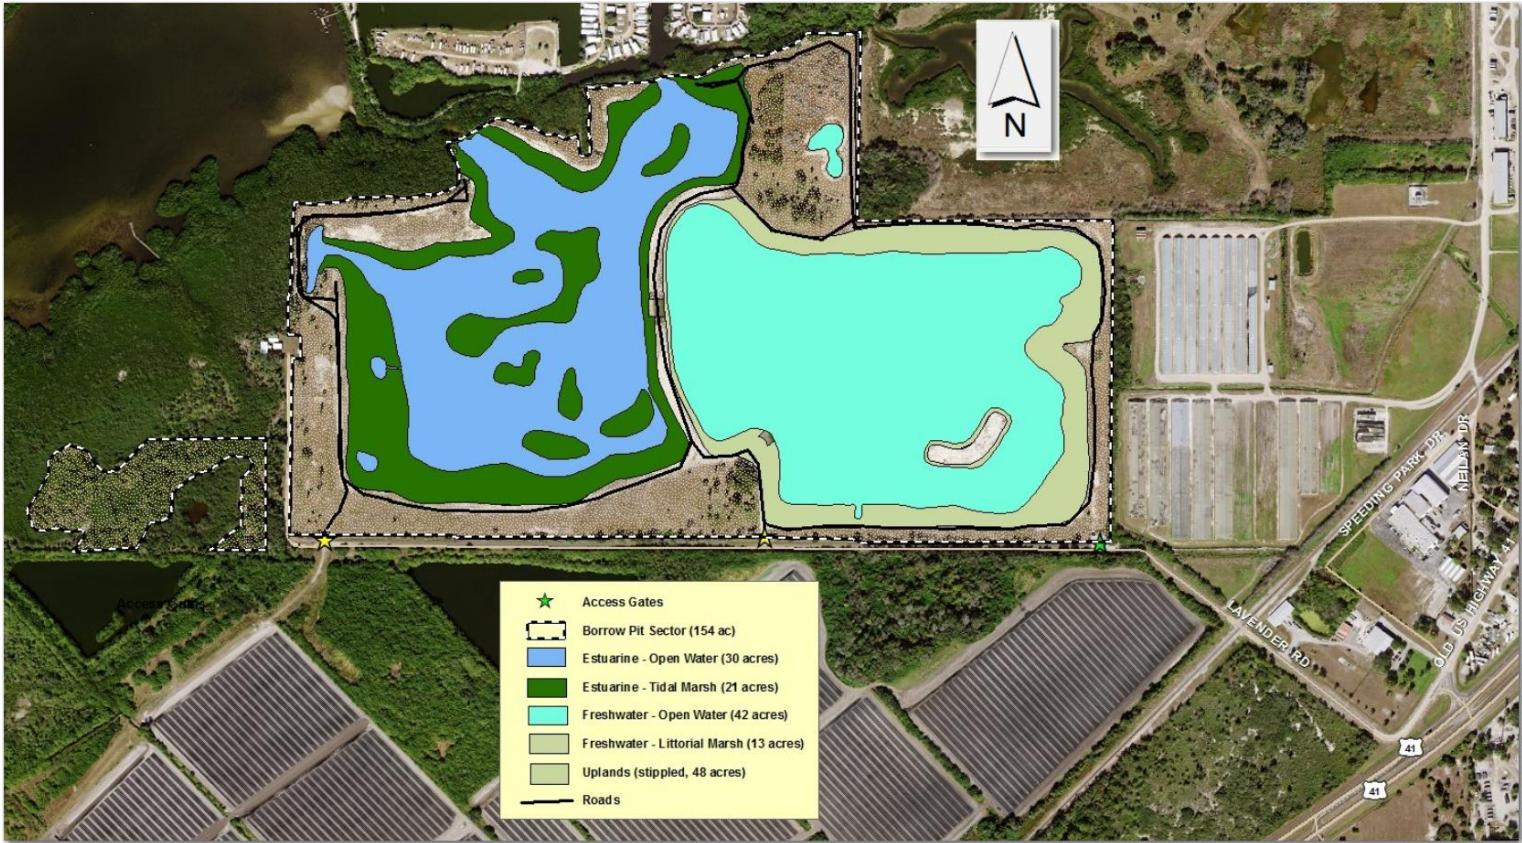 N
SPEEDING PARK DR
NEILAN DR
OLD US HIGHWAY 41
LAVENDER RD
41
41
Access Gates
Access Gates
Borrow Pit Sector (154 ac)
Estuarine - Open Water (30 acres)
Estuarine - Tidal Marsh (21 acres)
Freshwater - Open Water (42 acres)
Freshwater - Littorial Marsh (13 acres)
Uplands (stippled, 48 acres)
Roads